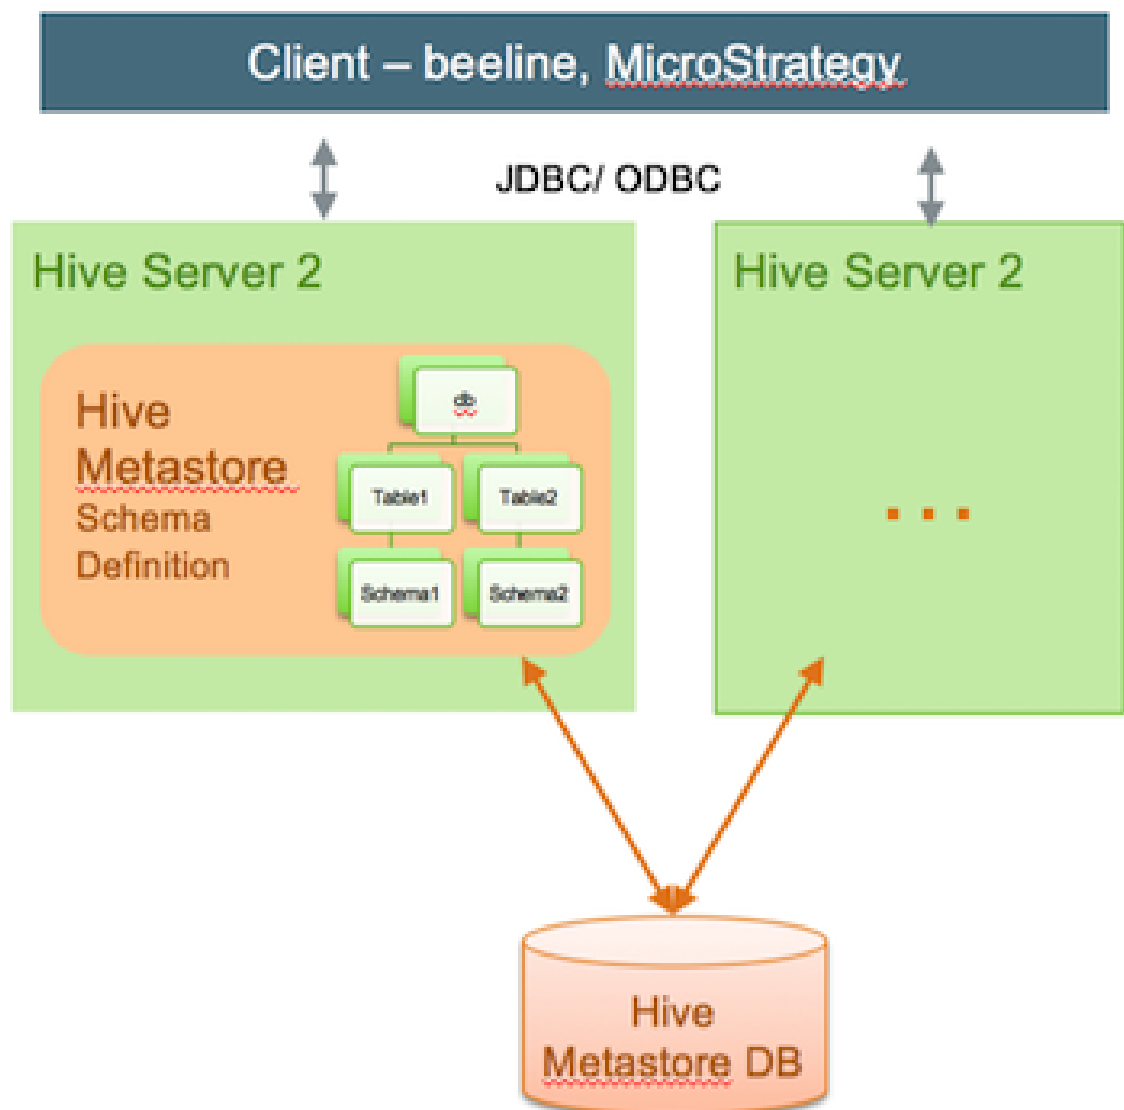 Client – beeline, MicroStrategy
JDBC/ ODBC
Hive Server 2
Hive
Metastore
Schema
Definition
db
Table1
Table2
Schema1
Schema2
Hive Server 2
...
Hive
Metastore DB